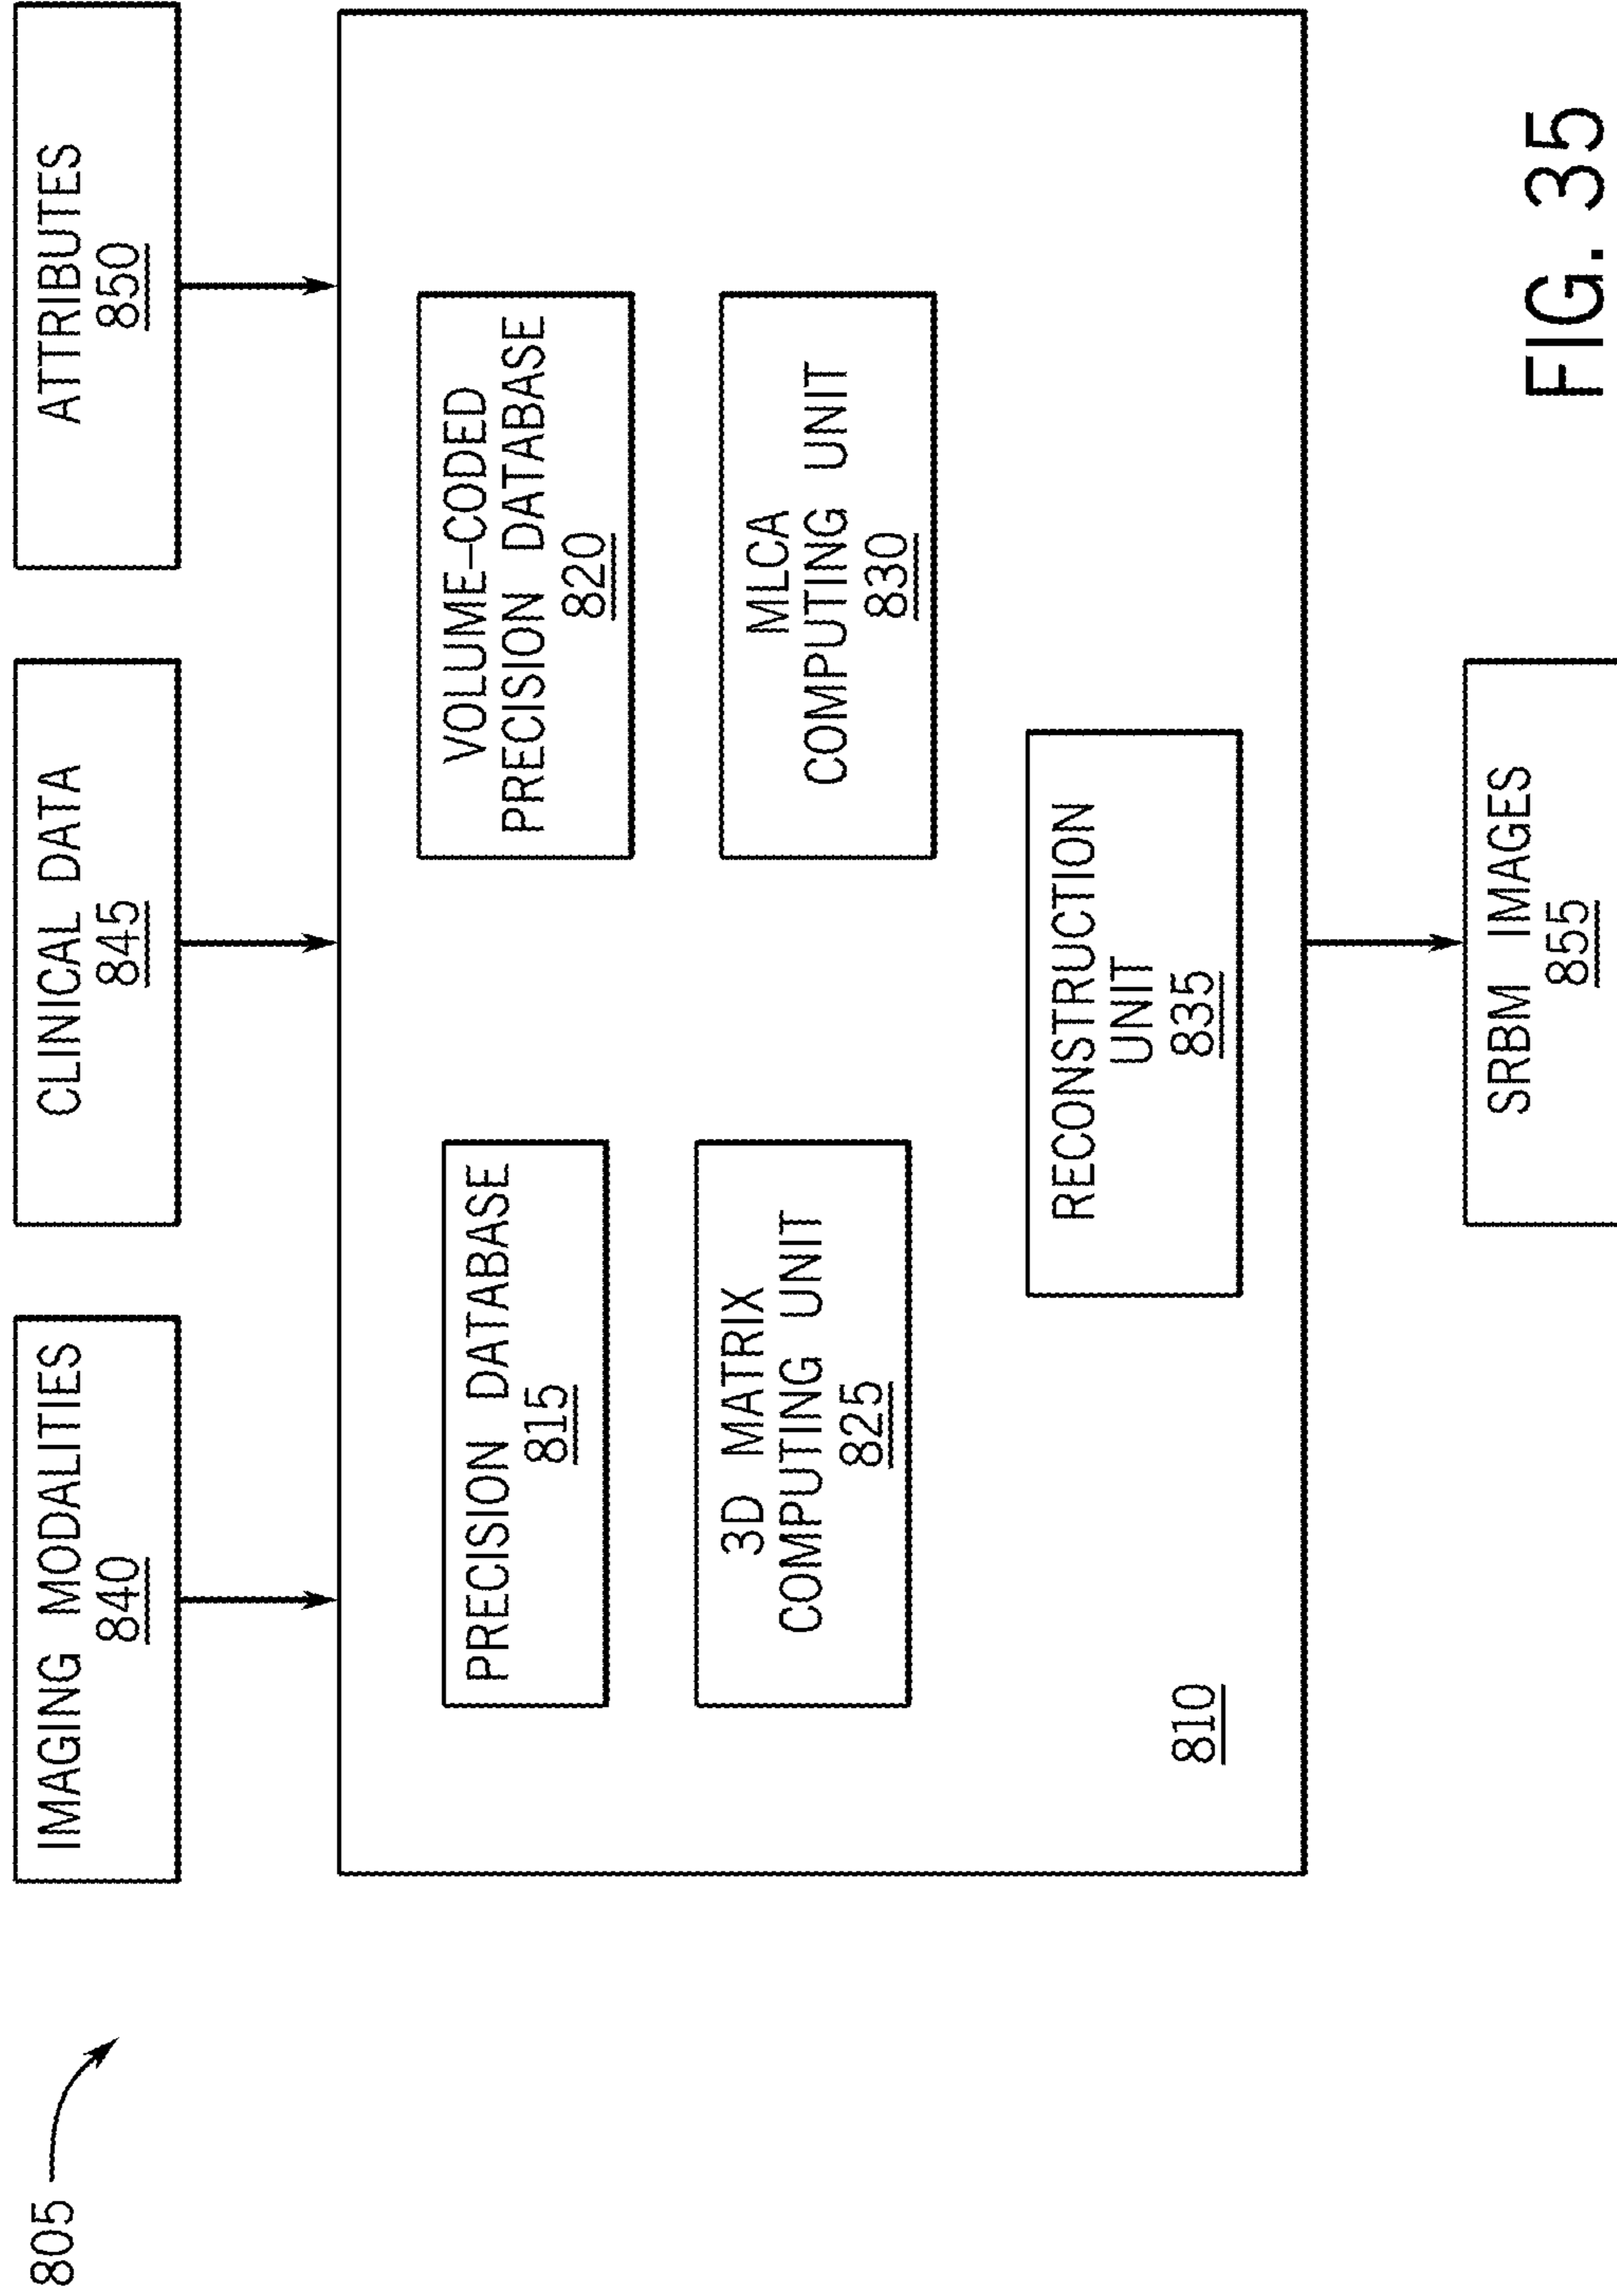 805
IMAGING MODALITIES
840
CLINICAL DATA
845
ATTRIBUTES
850
PRECISION DATABASE
815
VOLUME-CODED
PRECISION DATABASE
820
3D MATRIX
COMPUTING UNIT
825
MLCA
COMPUTING UNIT
830
RECONSTRUCTION
UNIT
835
810
SRBM IMAGES
855
FIG. 35